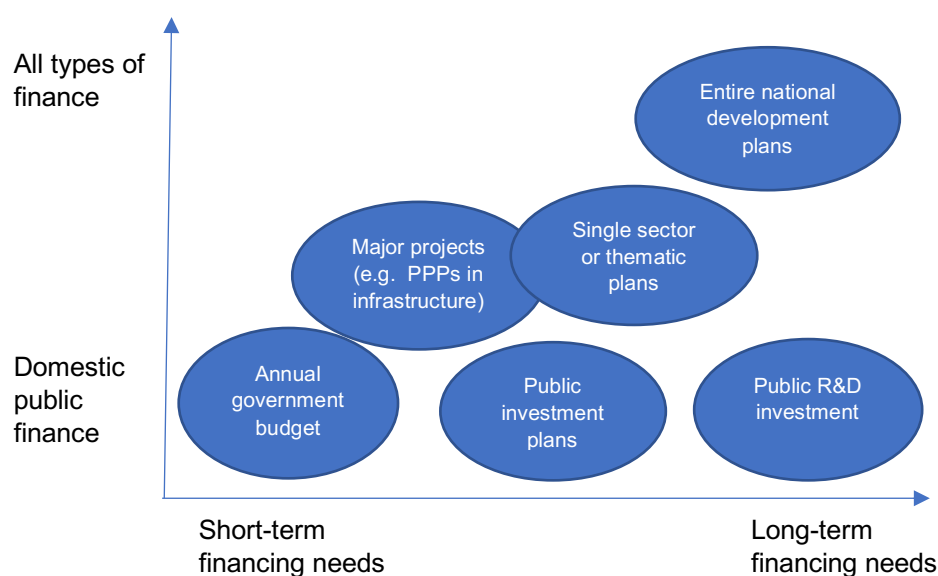 All types of
finance
Entire national
development
plans
Major projects
(e.g. PPPs in
infrastructure)
Single sector
or thematic
plans
Domestic
public
finance
Annual
government
budget
Public
investment
plans
Public R&D
investment
Short-term
financing needs
Long-term
financing needs